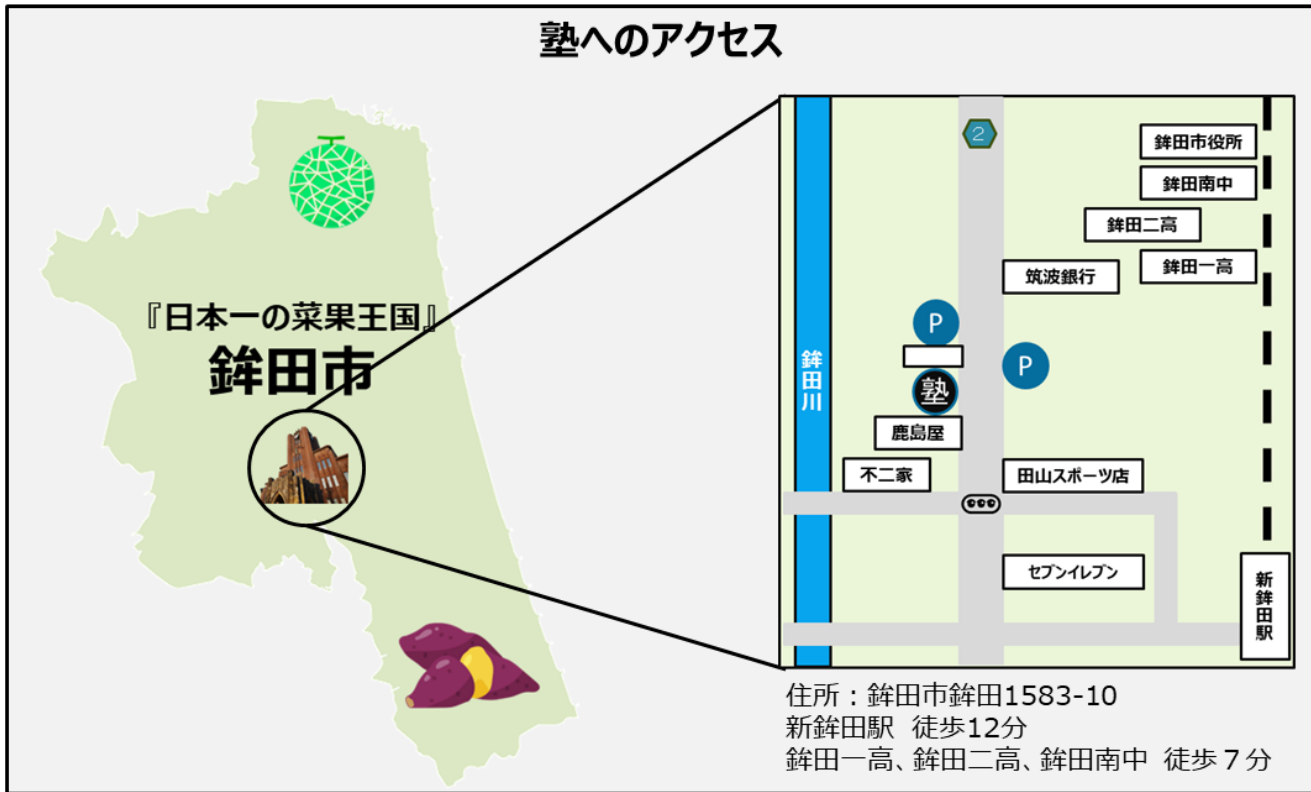 塾へのアクセス
『日本一の菜果王国』
鉾田市
2
鉾田市役所
鉾田南中
鉾田二高
鉾田一高
筑波銀行
P
P
塾
鹿島屋
不二家
田山スポーツ店
セブンイレブン
鉾田川
新鉾田駅
住所：鉾田市鉾田1583-10
新鉾田駅 徒歩12分
鉾田一高、鉾田二高、鉾田南中 徒歩７分